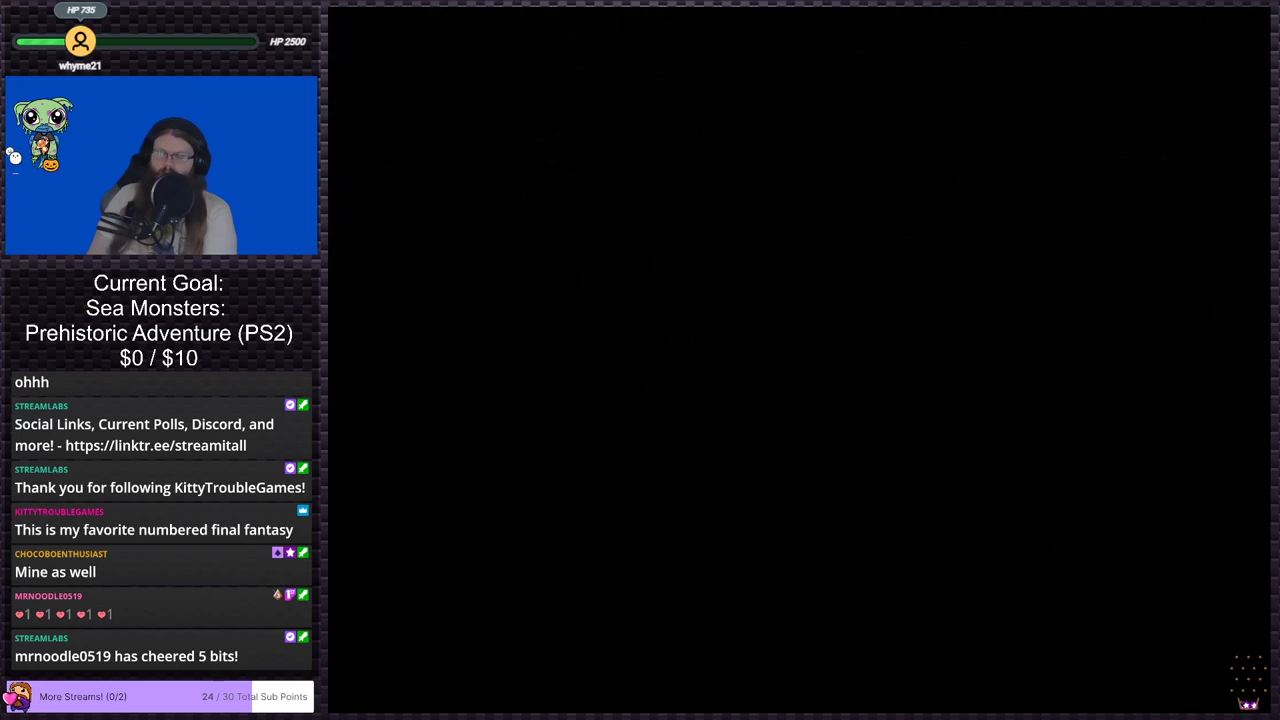 HP 735
HP 2500
whyme21
Current Goal:
Sea Monsters:
Prehistoric Adventure (PS2)
$0 / $10
ohhh
STREAMLABS
Social Links, Current Polls, Discord, and
more! - https://linktr.ee/streamitall
STREAMLABS
Thank you for following KittyTroubleGames!
KITTYTROUBLEGAMES
This is my favorite numbered final fantasy
CHOCOBOENTHUSIAST
Mine as well
MRNOODLE0519
1 1 1 1 1
STREAMLABS
mrnoodle0519 has cheered 5 bits!
More Streams! (0/2) 24 / 30 Total Sub Points